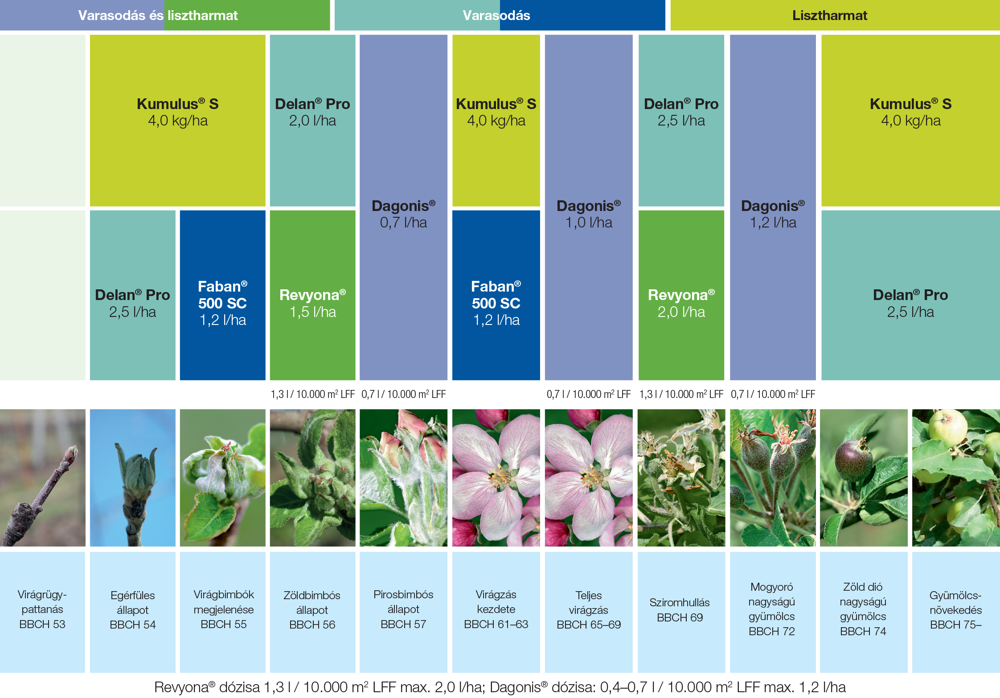 Varasodás és lisztharmat
Varasodás
Lisztharmat
Kumulus® S
4,0 kg/ha
Delan® Pro
2,0 l/ha
Dagonis®
0,7 l/ha
Kumulus® S
4,0 kg/ha
Dagonis®
1,0 l/ha
Delan® Pro
2,5 l/ha
Dagonis®
1,2 l/ha
Kumulus® S
4,0 kg/ha
Delan® Pro
2,5 l/ha
Faban®
500 SC
1,2 l/ha
Revyona®
1,5 l/ha
Faban®
500 SC
1,2 l/ha
Revyona®
2,0 l/ha
Delan® Pro
2,5 l/ha
1,3 l / 10.000 m² LFF
0,7 l / 10.000 m² LFF
0,7 l / 10.000 m² LFF
1,3 l / 10.000 m² LFF
0,7 l / 10.000 m² LFF
Virágrügy-
pattanás
BBCH 53
Egérfüles
állapot
BBCH 54
Virágbimbók
megjelenése
BBCH 55
Zöldbimbós
állapot
BBCH 56
Pirosbimbós
állapot
BBCH 57
Virágzás
kezdete
BBCH 61–63
Teljes
virágzás
BBCH 65–69
Sziromhullás
BBCH 69
Mogyoró
nagyságú
gyümölcs
BBCH 72
Zöld dió
nagyságú
gyümölcs
BBCH 74
Gyümölcs-
növekedés
BBCH 75–
Revyona® dózisa 1,3 l / 10.000 m² LFF max. 2,0 l/ha; Dagonis® dózisa: 0,4–0,7 l / 10.000 m² LFF max. 1,2 l/ha